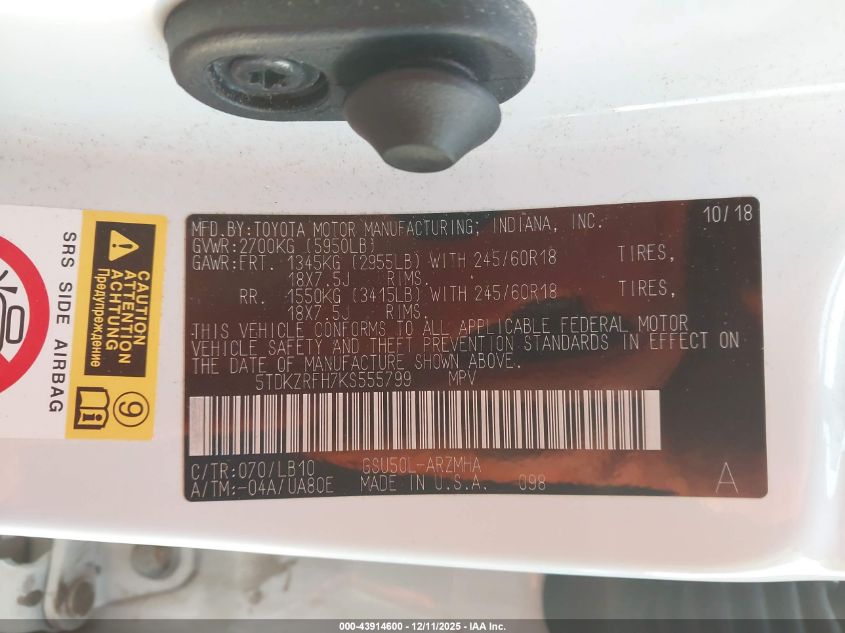 MFD.BY:TOYOTA MOTOR MANUFACTURING; INDIANA, INC. 10/18
GVWR:2700KG (5950LB)
GAWR:FRT. 1345KG (2955LB) WITH 245/60R18 TIRES,
18X7.5J RIMS.
RR. 1550KG (3415LB) WITH 245/60R18 TIRES,
18X7.5J RIMS.
THIS VEHICLE CONFORMS TO ALL APPLICABLE FEDERAL MOTOR
VEHICLE SAFETY AND THEFT PREVENTION STANDARDS IN EFFECT ON
THE DATE OF MANUFACTURE SHOWN ABOVE.
5TDKZRFH7KS555799 MPV
C/TR:070/LB10 GSU50L-ARZMHA
A/TM:-04A/UA80E MADE IN U.S.A. 098 A
SRS SIDE AIRBAG
CAUTION
ATTENTION
ACHTUNG
Предупреждение
9
000-43914600 - 12/11/2025 - IAA Inc.